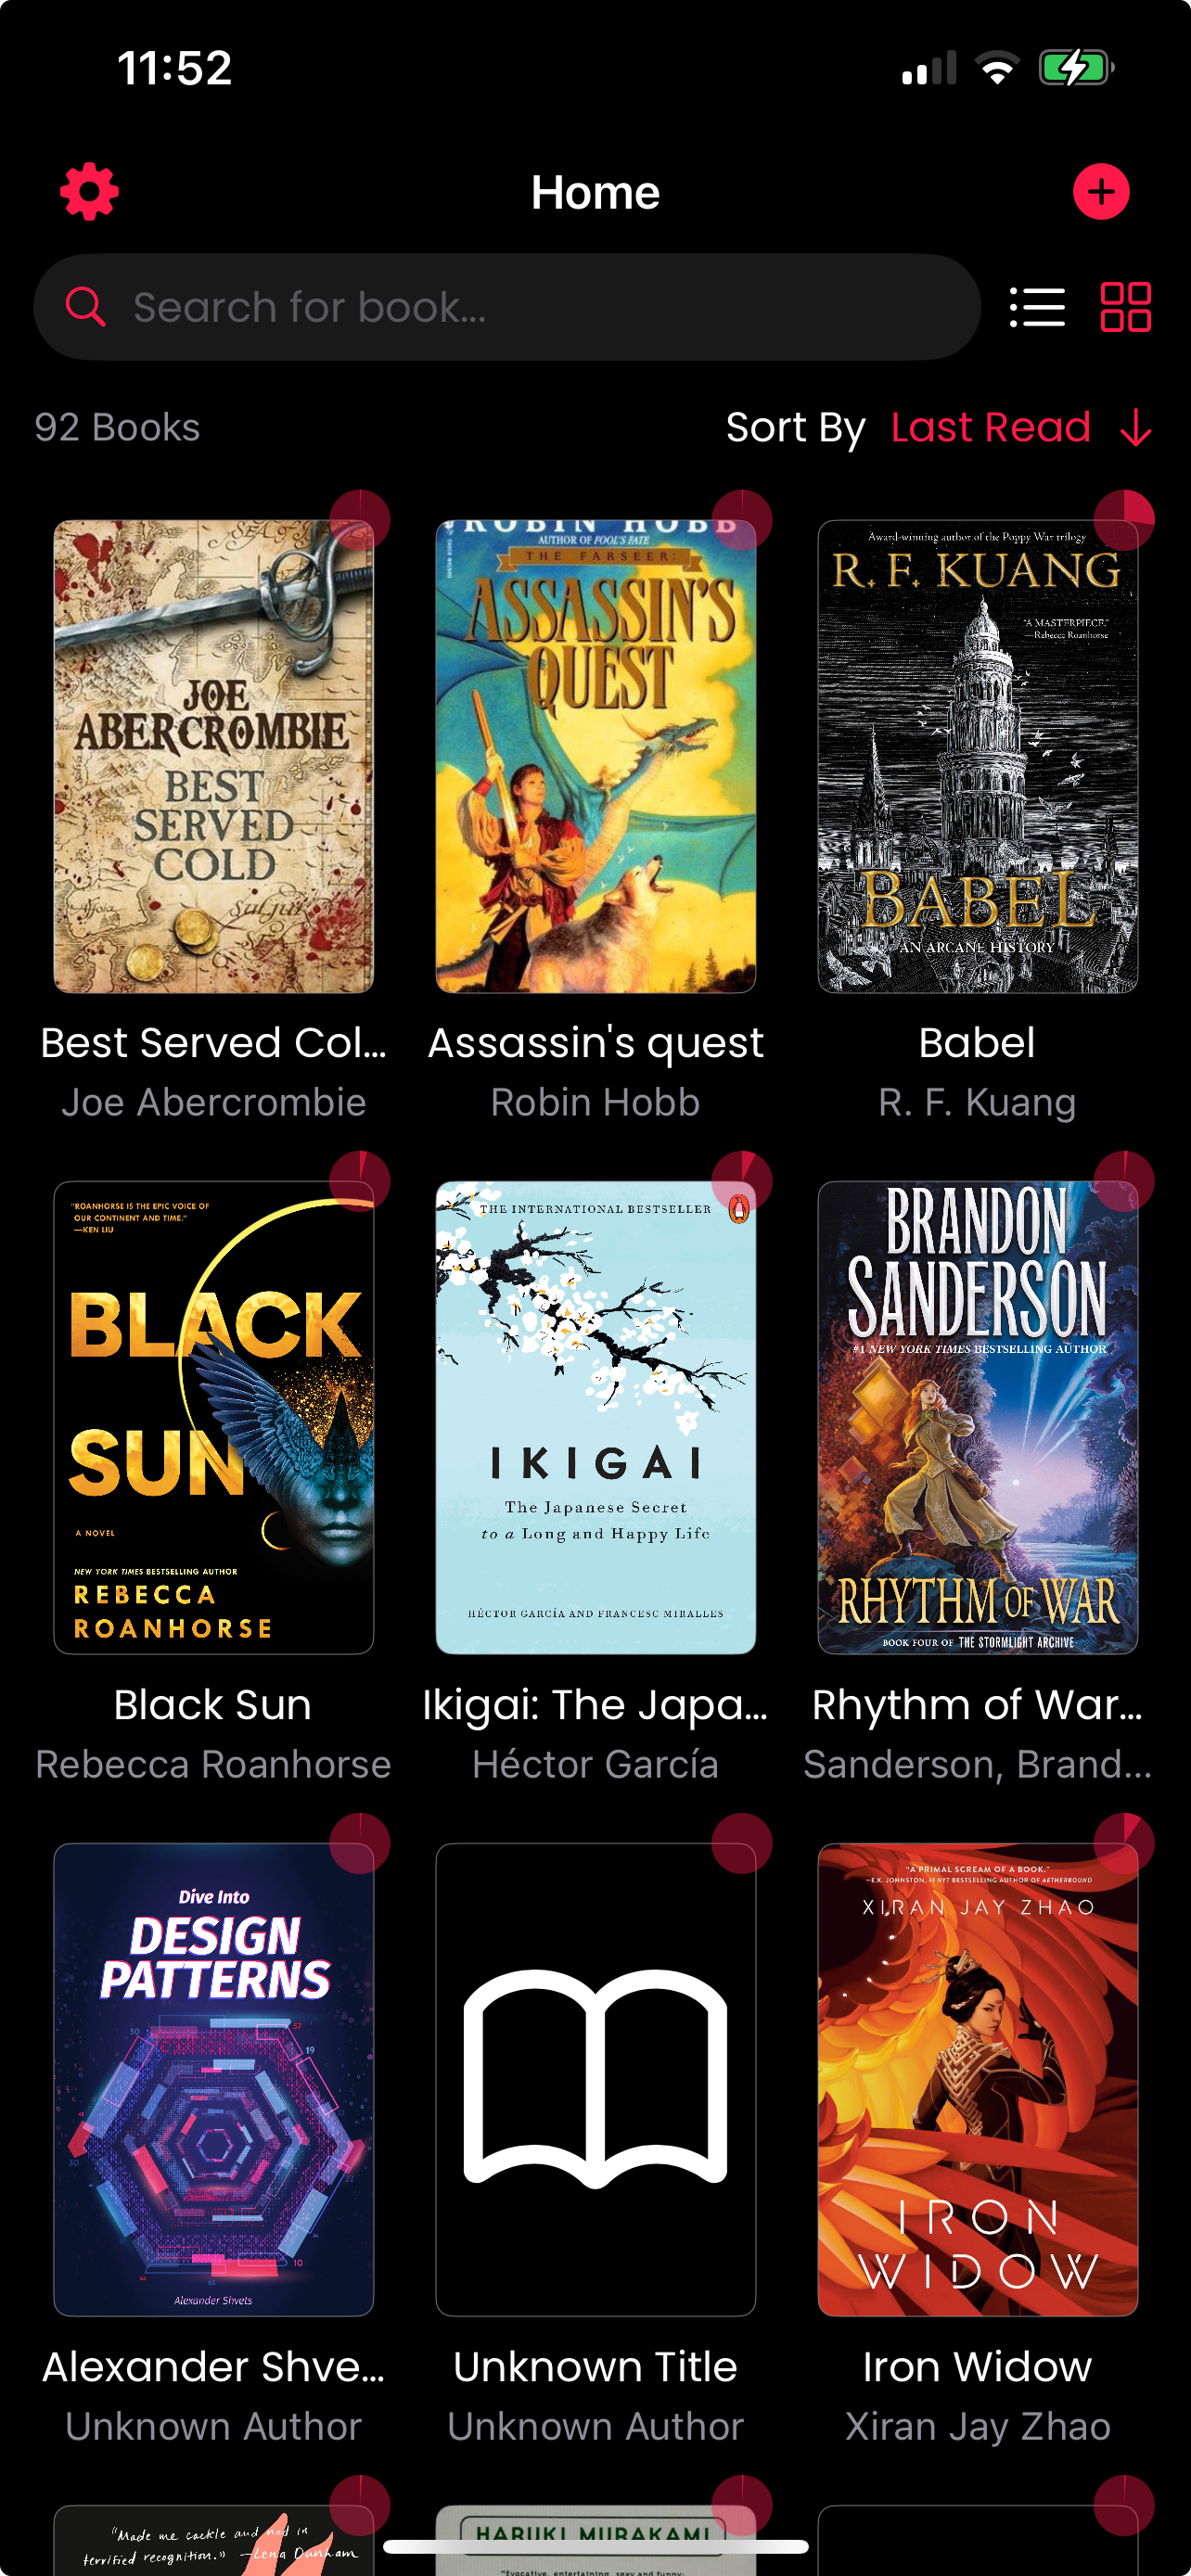 11:52
Home
Search for book...
92 Books
Sort By Last Read
JOE
ABERCROMBIE
BEST
SERVED
COLD
Best Served Col...
Joe Abercrombie
ROBIN HOBB
AUTHOR OF FOOL'S FATE
THE FARSEER:
ASSASSIN'S
QUEST
Assassin's quest
Robin Hobb
Award-winning author of the Poppy War trilogy
R. F. KUANG
"A MASTERPIECE."
—Rebecca Roanhorse
BABEL
AN ARCANE HISTORY
Babel
R. F. Kuang
"ROANHORSE IS THE EPIC VOICE OF
OUR CONTINENT AND TIME."
—KEN LIU
BLACK
SUN
A NOVEL
NEW YORK TIMES BESTSELLING AUTHOR
REBECCA
ROANHORSE
Black Sun
Rebecca Roanhorse
THE INTERNATIONAL BESTSELLER
IKIGAI
The Japanese Secret
to a Long and Happy Life
HÉCTOR GARCÍA AND FRANCESC MIRALLES
Ikigai: The Japa...
Héctor García
BRANDON
SANDERSON
#1 NEW YORK TIMES BESTSELLING AUTHOR
RHYTHM OF WAR
BOOK FOUR OF THE STORMLIGHT ARCHIVE
Rhythm of War...
Sanderson, Brand...
Dive Into
DESIGN
PATTERNS
50
57
19
30
10
Alexander Shvets
Alexander Shve...
Unknown Author
Unknown Title
Unknown Author
"A PRIMAL SCREAM OF A BOOK."
—E.K. JOHNSTON, #1 NYT BESTSELLING AUTHOR OF AETHERBOUND
XIRAN JAY ZHAO
IRON
WIDOW
Iron Widow
Xiran Jay Zhao
"Made me cackle and nod in
terrified recognition." —Lena Dunham
HARUKI MURAKAMI
"Evocative, entertaining, sexy and funny;